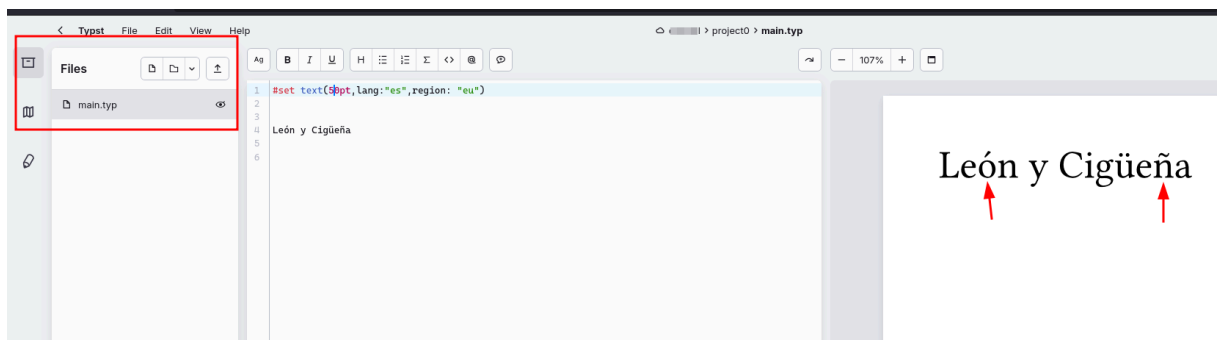 Typst File Edit View Help
project0 > main.typ
Files
Ag B I U H Σ <> @
107%
main.typ
1 #set text(50pt,lang:"es",region: "eu")
2
3
4 León y Cigüeña
5
6
León y Cigüeña